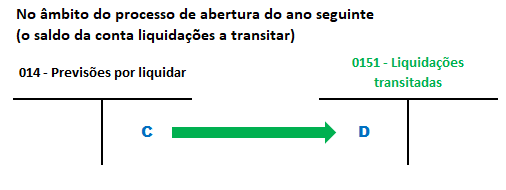 No âmbito do processo de abertura do ano seguinte
(o saldo da conta liquidações a transitar)
014 - Previsões por liquidar
0151 - Liquidações
transitadas
C
D